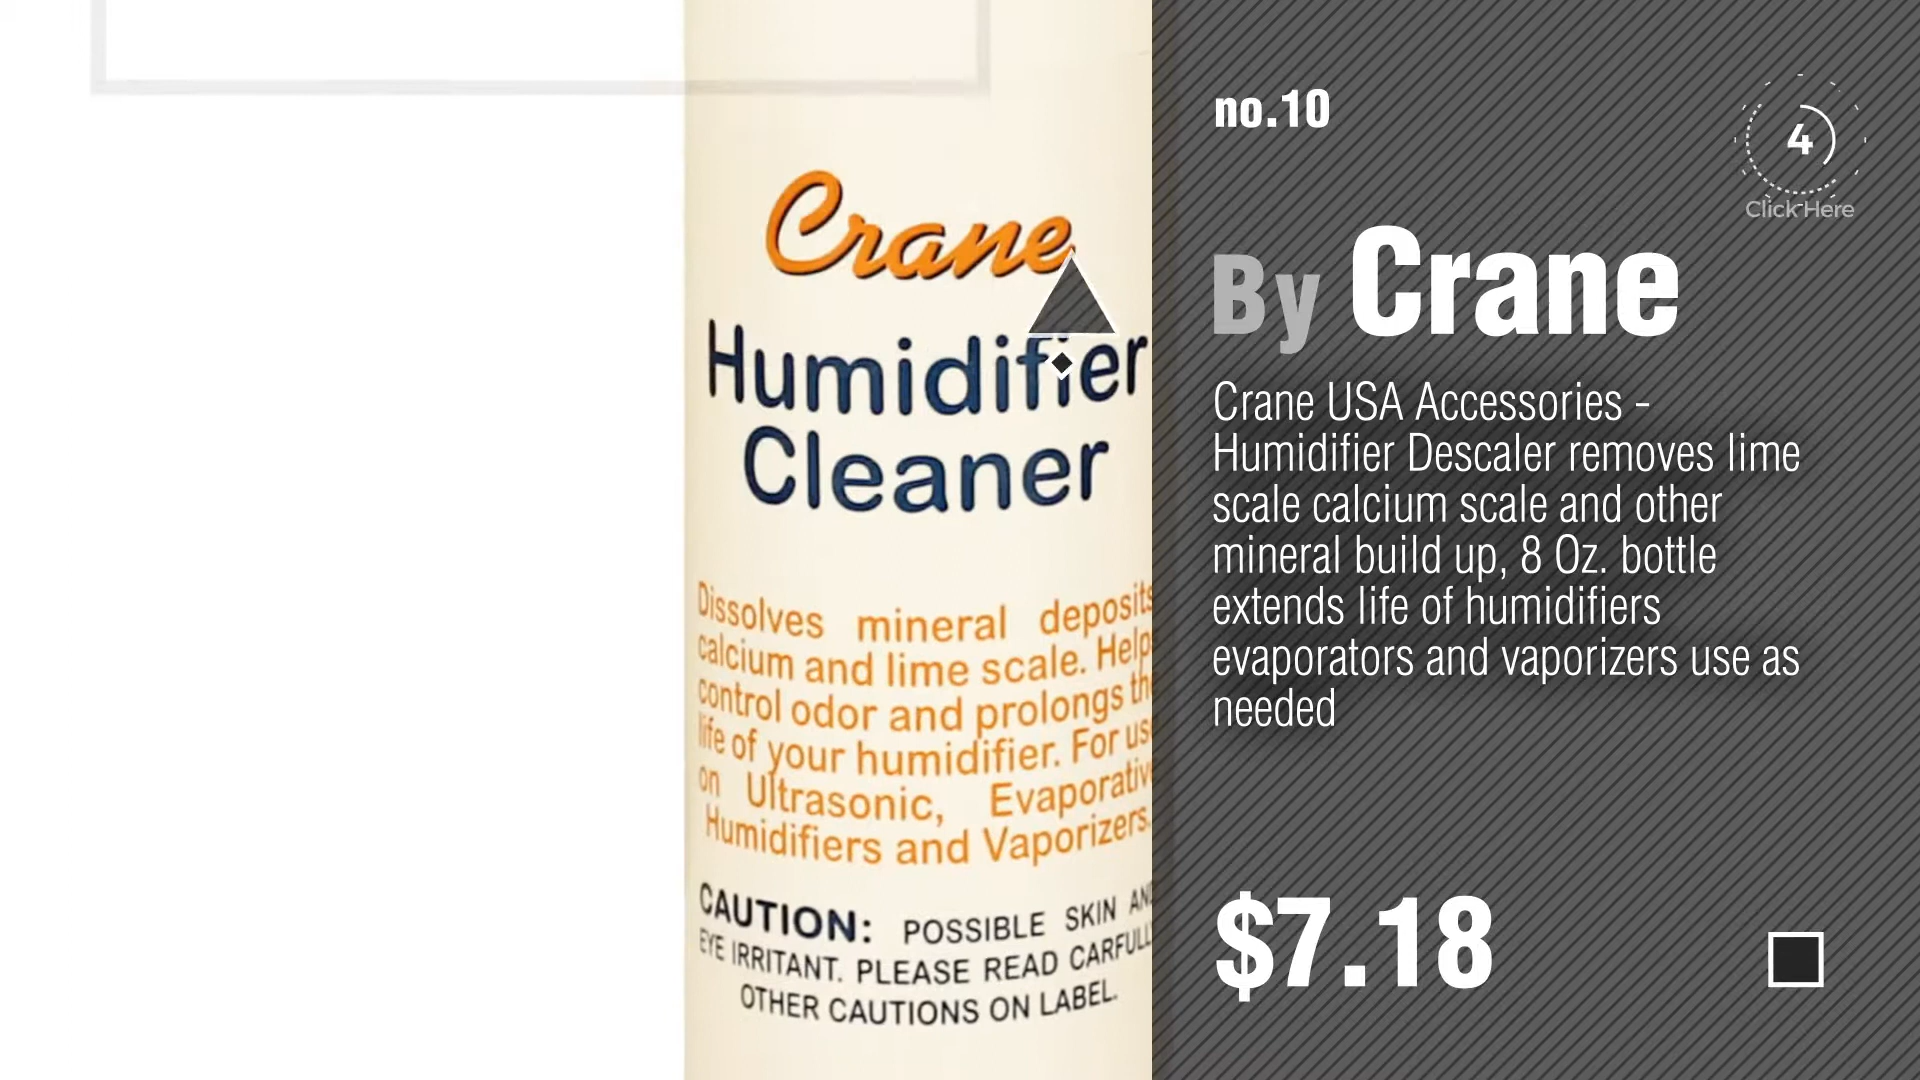 Crane
Humidifier
Cleaner
Dissolves mineral deposits
calcium and lime scale. Help
control odor and prolongs th
life of your humidifier. For use
on Ultrasonic, Evaporativ
Humidifiers and Vaporizers.
CAUTION: POSSIBLE SKIN AND
EYE IRRITANT. PLEASE READ CARFULL
OTHER CAUTIONS ON LABEL.
no.10
4
Click Here
By Crane
Crane USA Accessories -
Humidifier Descaler removes lime
scale calcium scale and other
mineral build up, 8 Oz. bottle
extends life of humidifiers
evaporators and vaporizers use as
needed
$7.18